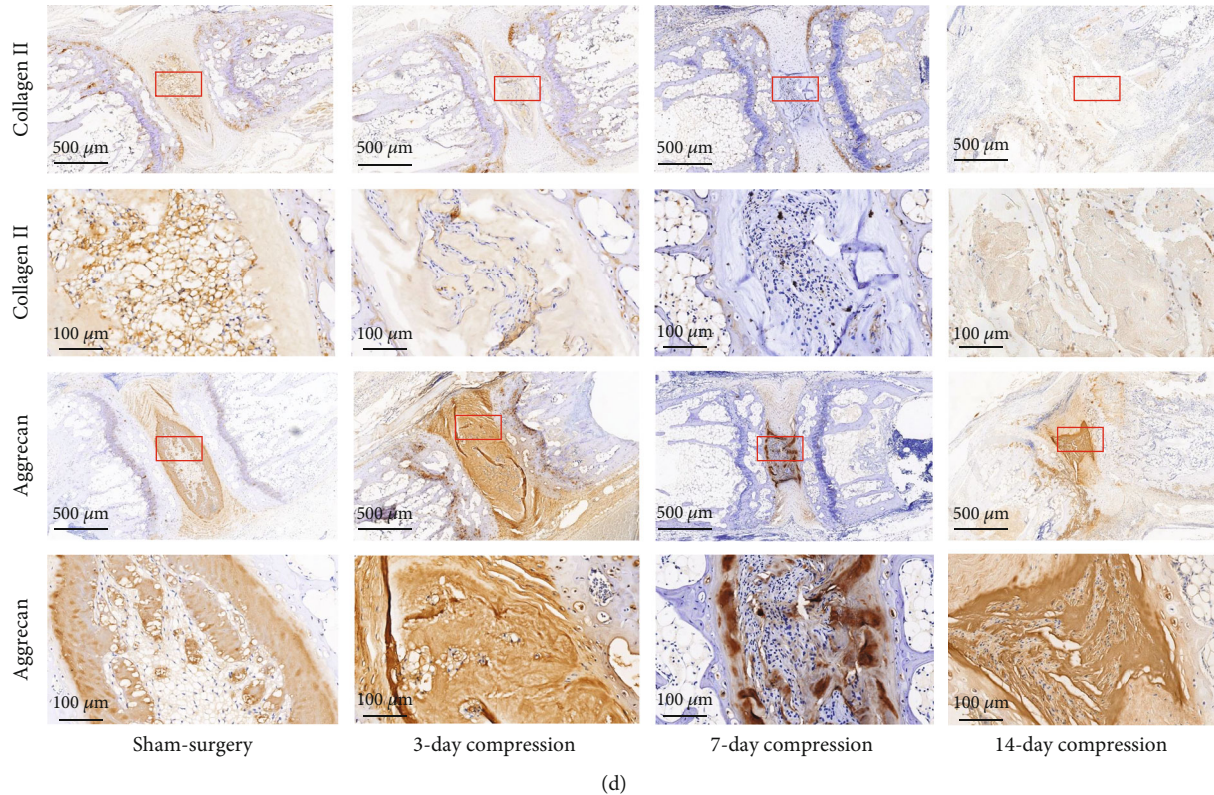 Collagen II
500 µm
500 µm
500 µm
500 µm
Collagen II
100 µm
100 µm
100 µm
100 µm
Aggrecan
500 µm
500 µm
500 µm
500 µm
Aggrecan
100 µm
100 µm
100 µm
100 µm
Sham-surgery
3-day compression
7-day compression
14-day compression
(d)